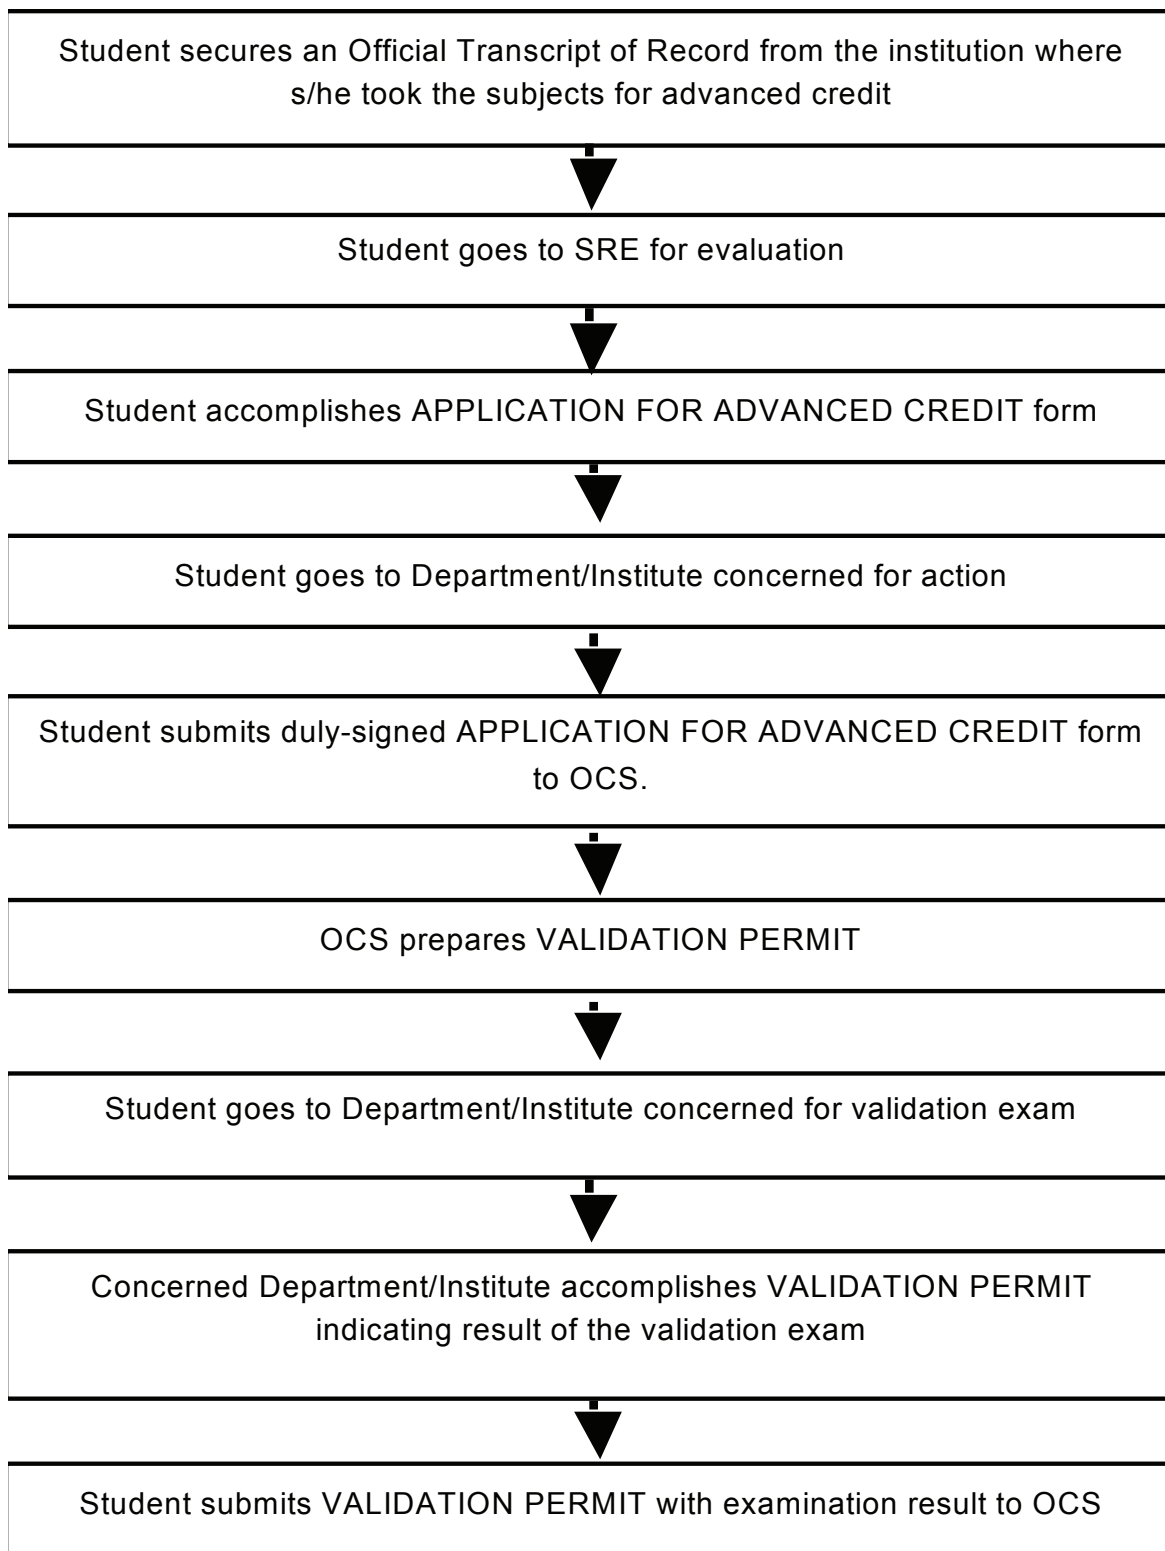 Student secures an Official Transcript of Record from the institution where
s/he took the subjects for advanced credit
Student goes to SRE for evaluation
Student accomplishes APPLICATION FOR ADVANCED CREDIT form
Student goes to Department/Institute concerned for action
Student submits duly-signed APPLICATION FOR ADVANCED CREDIT form
to OCS.
OCS prepares VALIDATION PERMIT
Student goes to Department/Institute concerned for validation exam
Concerned Department/Institute accomplishes VALIDATION PERMIT
indicating result of the validation exam
Student submits VALIDATION PERMIT with examination result to OCS